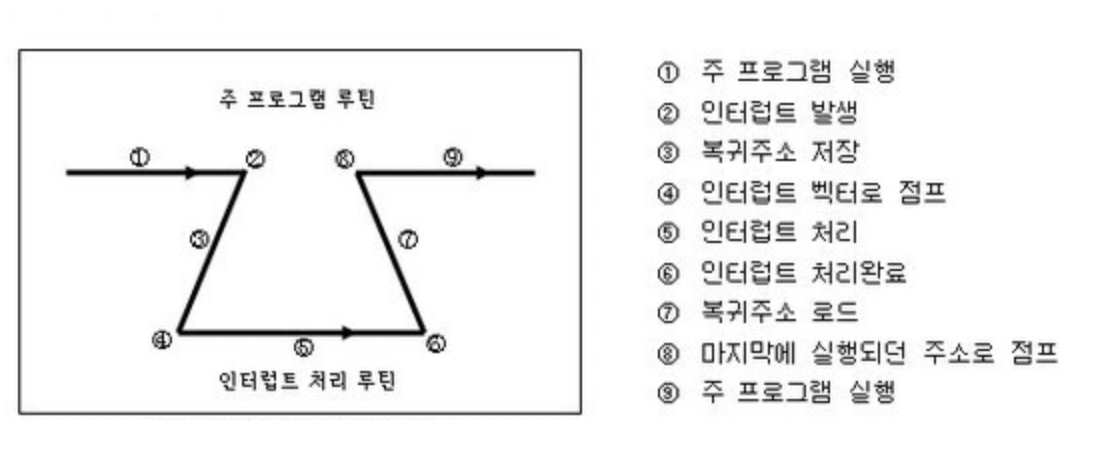 주 프로그램 루틴
①
②
③
④
⑤
⑥
⑦
⑧
⑨
인터럽트 처리 루틴
① 주 프로그램 실행
② 인터럽트 발생
③ 복귀주소 저장
④ 인터럽트 벡터로 점프
⑤ 인터럽트 처리
⑥ 인터럽트 처리완료
⑦ 복귀주소 로드
⑧ 마지막에 실행되던 주소로 점프
⑨ 주 프로그램 실행